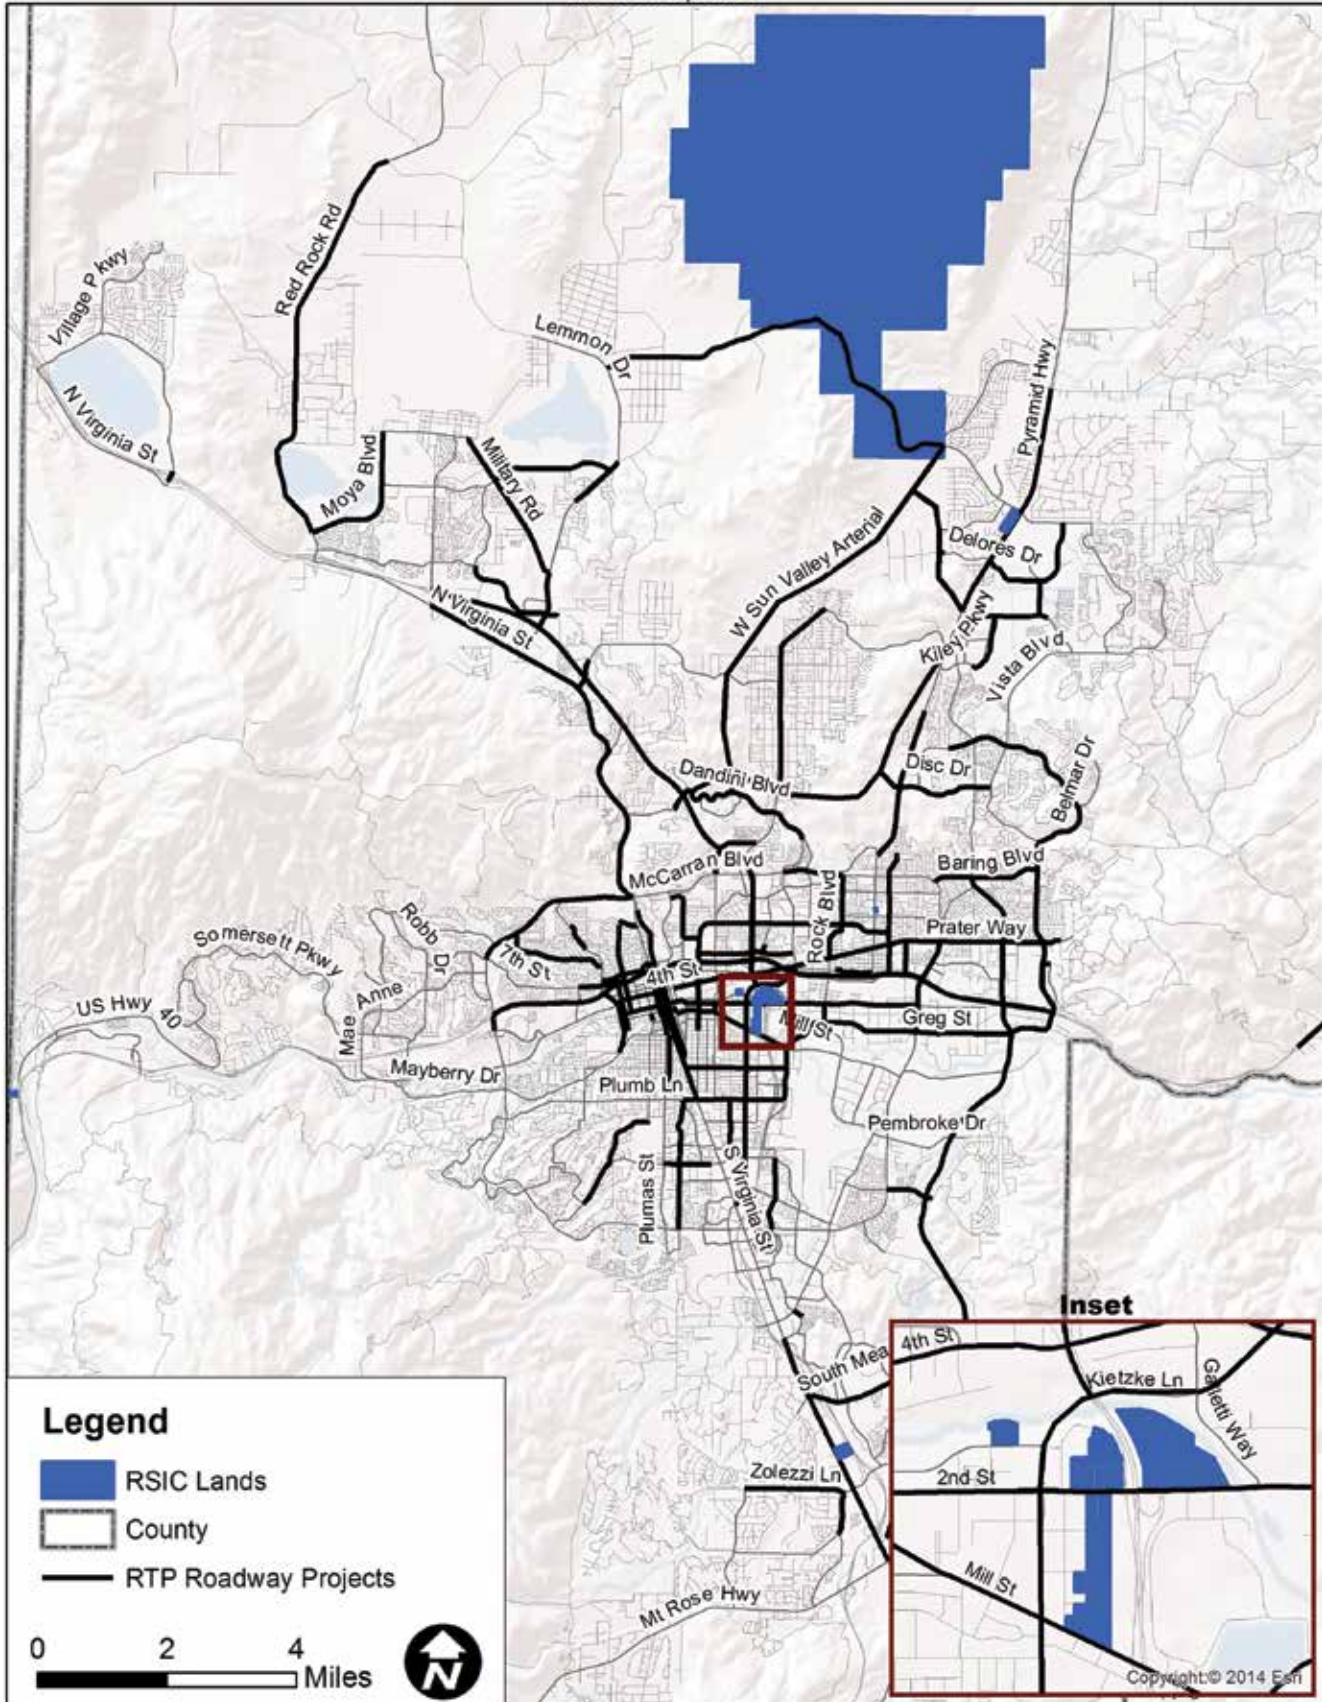 Red Rock Rd
Village Pkwy
Lemmon Dr
Pyramid Hwy
N Virginia St
Moya Blvd
Military Rd
Delores Dr
W Sun Valley Arterial
N Virginia St
Kiley Pkwy
Vista Blvd
Disc Dr
Dandini Blvd
Belmar Dr
McCarran Blvd
Baring Blvd
Rock Blvd
Robb Dr
Somersett Pkwy
Prater Way
7th St
4th St
US Hwy 40
Mae Anne
Mill St
Greg St
Mayberry Dr
Plumb Ln
Pembroke Dr
Plumas St
S Virginia St
Inset
South Mea
4th St
Kietzke Ln
Galletti Way
2nd St
Mill St
Copyright:© 2014 Esri
Zolezzi Ln
Mt Rose Hwy
Legend
RSIC Lands
County
RTP Roadway Projects
0 2 4
Miles
N